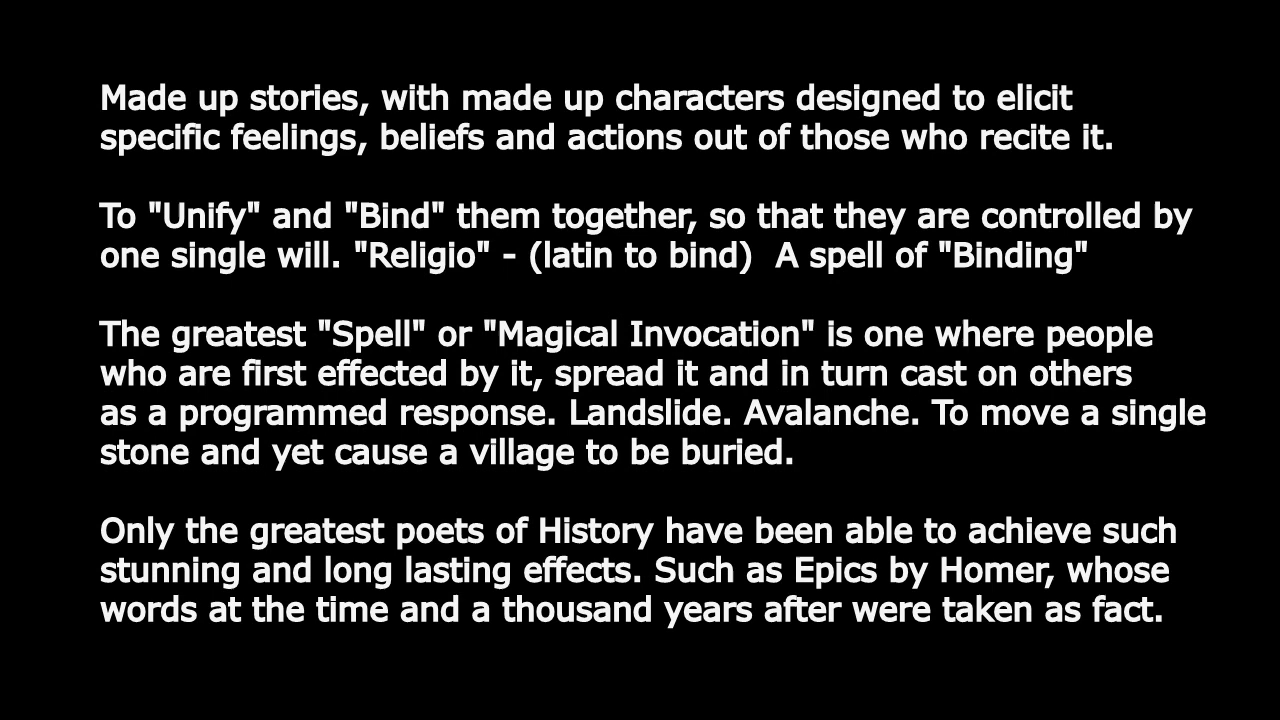 Made up stories, with made up characters designed to elicit
specific feelings, beliefs and actions out of those who recite it.
To "Unify" and "Bind" them together, so that they are controlled by
one single will. "Religio" - (latin to bind)  A spell of "Binding"
The greatest "Spell" or "Magical Invocation" is one where people
who are first effected by it, spread it and in turn cast on others
as a programmed response. Landslide. Avalanche. To move a single
stone and yet cause a village to be buried.
Only the greatest poets of History have been able to achieve such
stunning and long lasting effects. Such as Epics by Homer, whose
words at the time and a thousand years after were taken as fact.